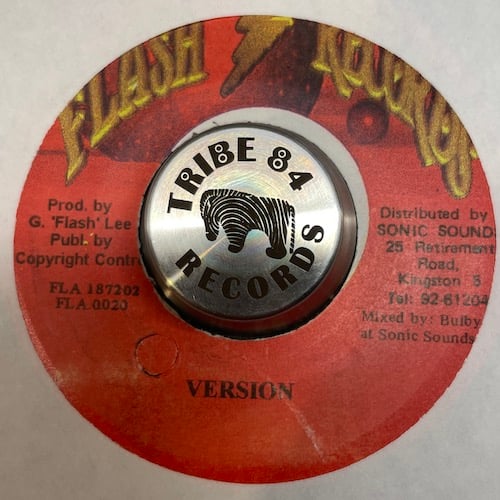 FLASH RECORDS
TRIBE 84
RECORDS
Prod. by
G. 'Flash' Lee
Publ. by
Copyright Contr
FLA 187202
FLA 0020
Distributed by
SONIC SOUNDS
25 Retirement
Road,
Kingston 5
Tel: 92-61204
Mixed by: Bulby
at Sonic Sounds
VERSION